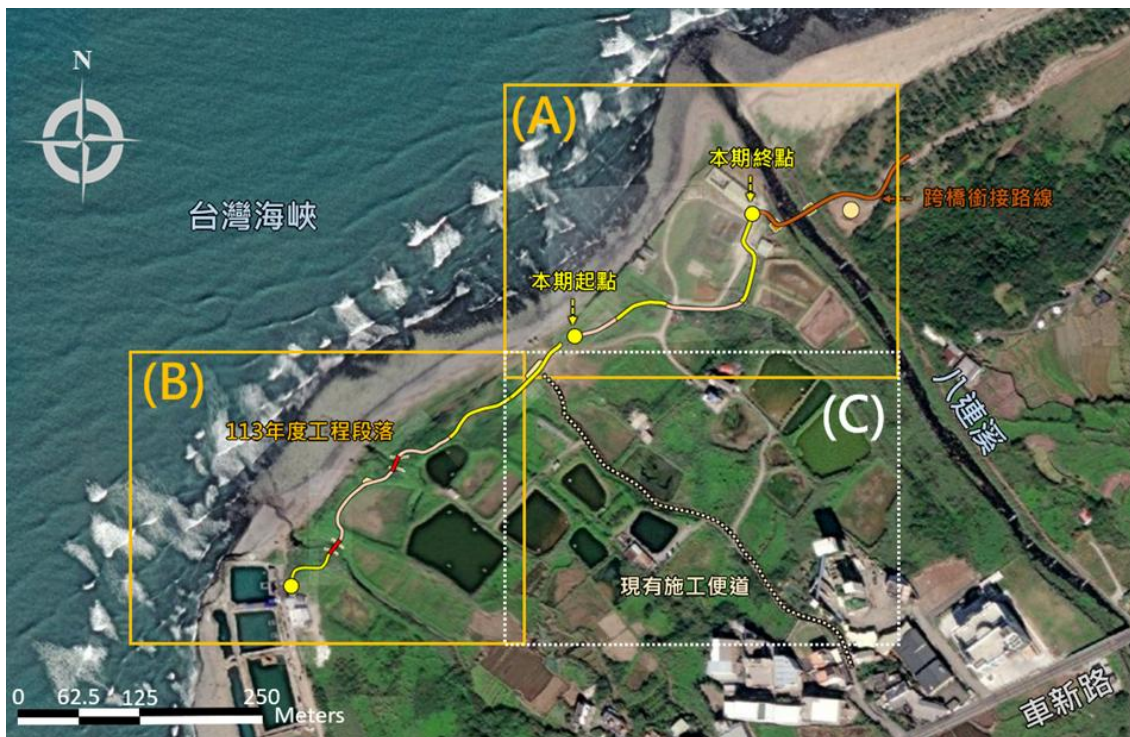 N
(A)
本期終點
跨橋銜接路線
台灣海峽
本期起點
(B)
113年度工程段落
(C)
八連溪
現有施工便道
車新路
0 62.5 125 250
Meters